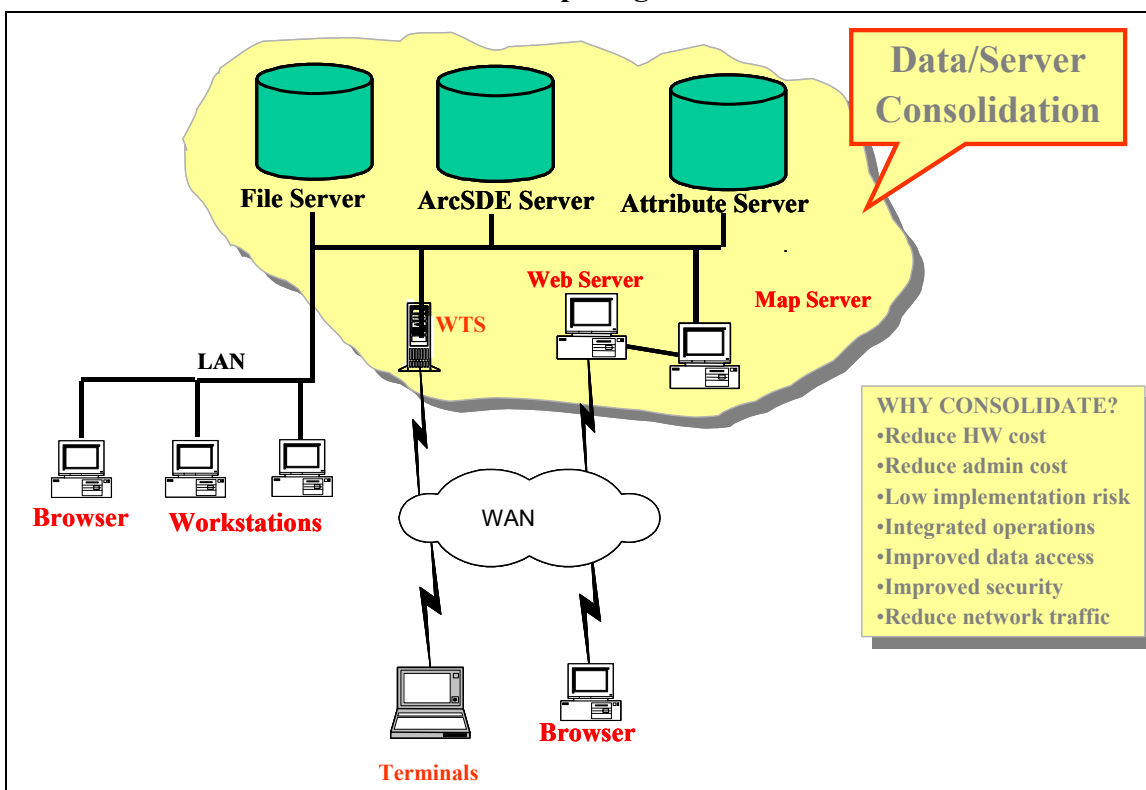 Data/Server
Consolidation
File Server
ArcSDE Server
Attribute Server
Web Server
Map Server
WTS
LAN
WHY CONSOLIDATE?
•Reduce HW cost
•Reduce admin cost
•Low implementation risk
•Integrated operations
•Improved data access
•Improved security
•Reduce network traffic
Browser
Workstations
WAN
Browser
Terminals